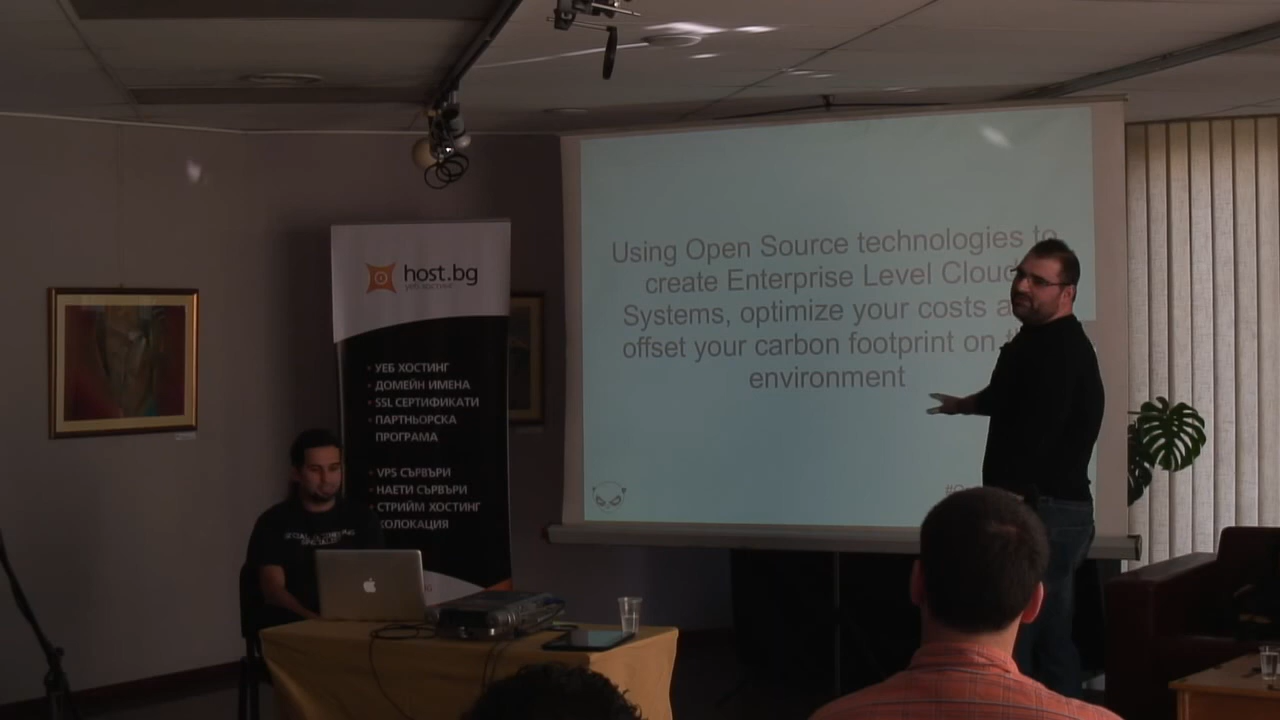 host.bg
уеб хостинг
УЕБ ХОСТИНГ
ДОМЕЙН ИМЕНА
SSL СЕРТИФИКАТИ
ПАРТНЬОРСКА
ПРОГРАМА
VPS СЪРВЪРИ
НАЕТИ СЪРВЪРИ
СТРИЙМ ХОСТИНГ
КОЛОКАЦИЯ
Using Open Source technologies to
create Enterprise Level Cloud
Systems, optimize your costs a
offset your carbon footprint on
environment